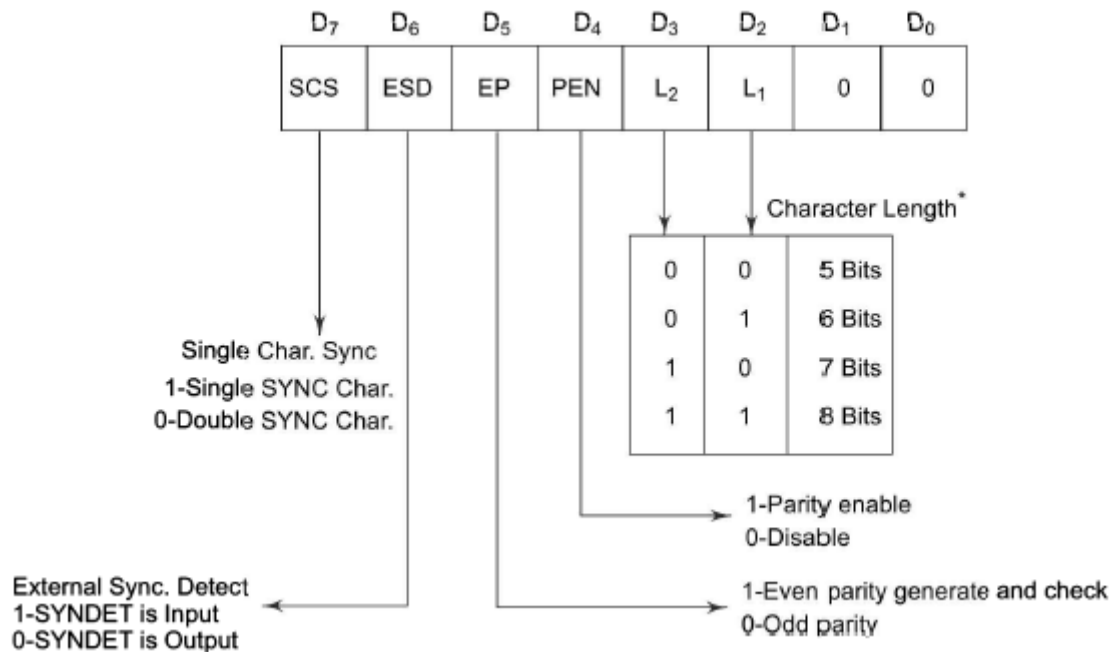 D7 D6 D5 D4 D3 D2 D1 D0
SCS ESD EP PEN L2 L1 0 0
Character Length*
0 0 5 Bits
0 1 6 Bits
1 0 7 Bits
1 1 8 Bits
Single Char. Sync
1-Single SYNC Char.
0-Double SYNC Char.
1-Parity enable
0-Disable
External Sync. Detect
1-SYNDET is Input
0-SYNDET is Output
1-Even parity generate and check
0-Odd parity